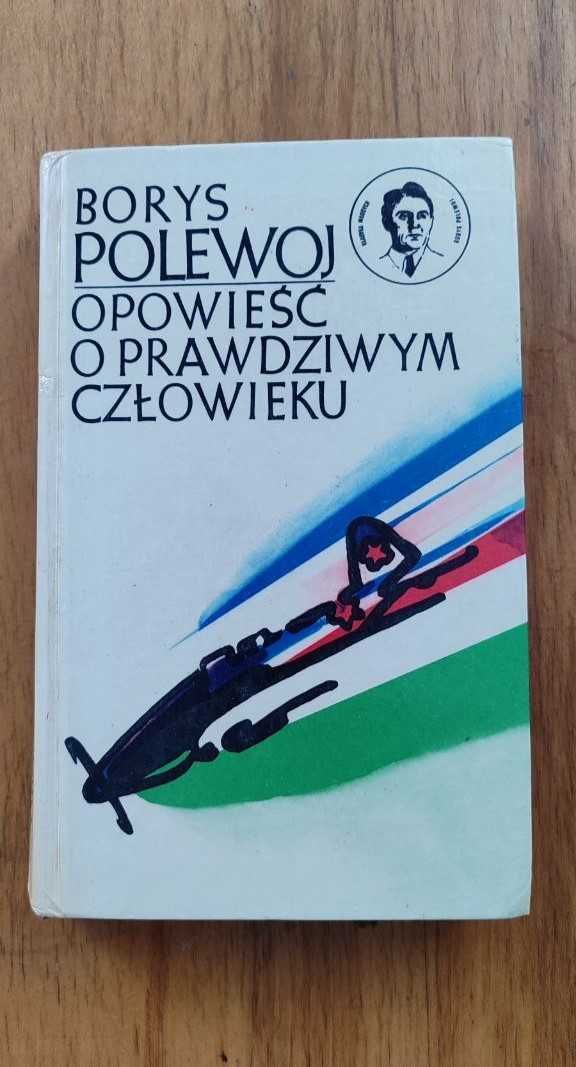 BORYS
POLEWOJ
OPOWIEŚĆ
O PRAWDZIWYM
CZŁOWIEKU